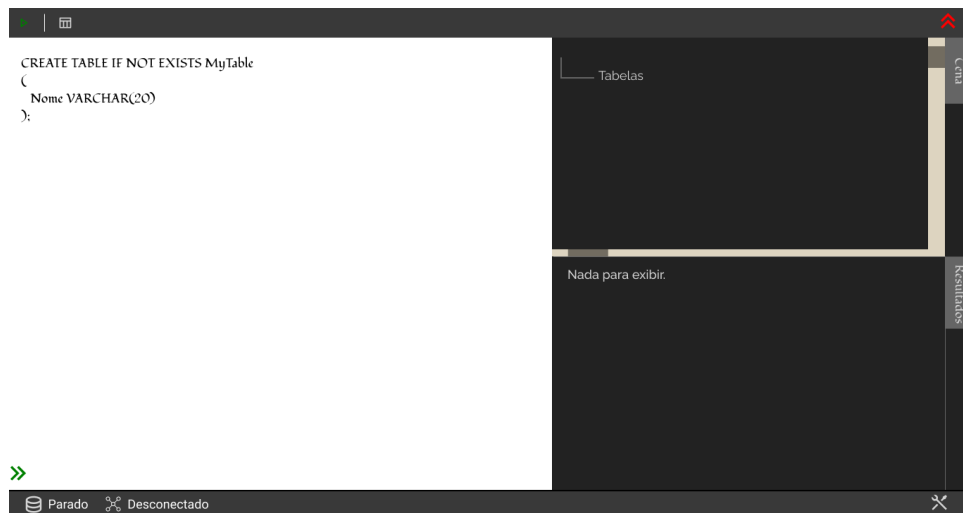 CREATE TABLE IF NOT EXISTS MyTable
(
Nome VARCHAR(20)
);
Tabelas
Cena
Nada para exibir.
Resultados
Parado
Desconectado